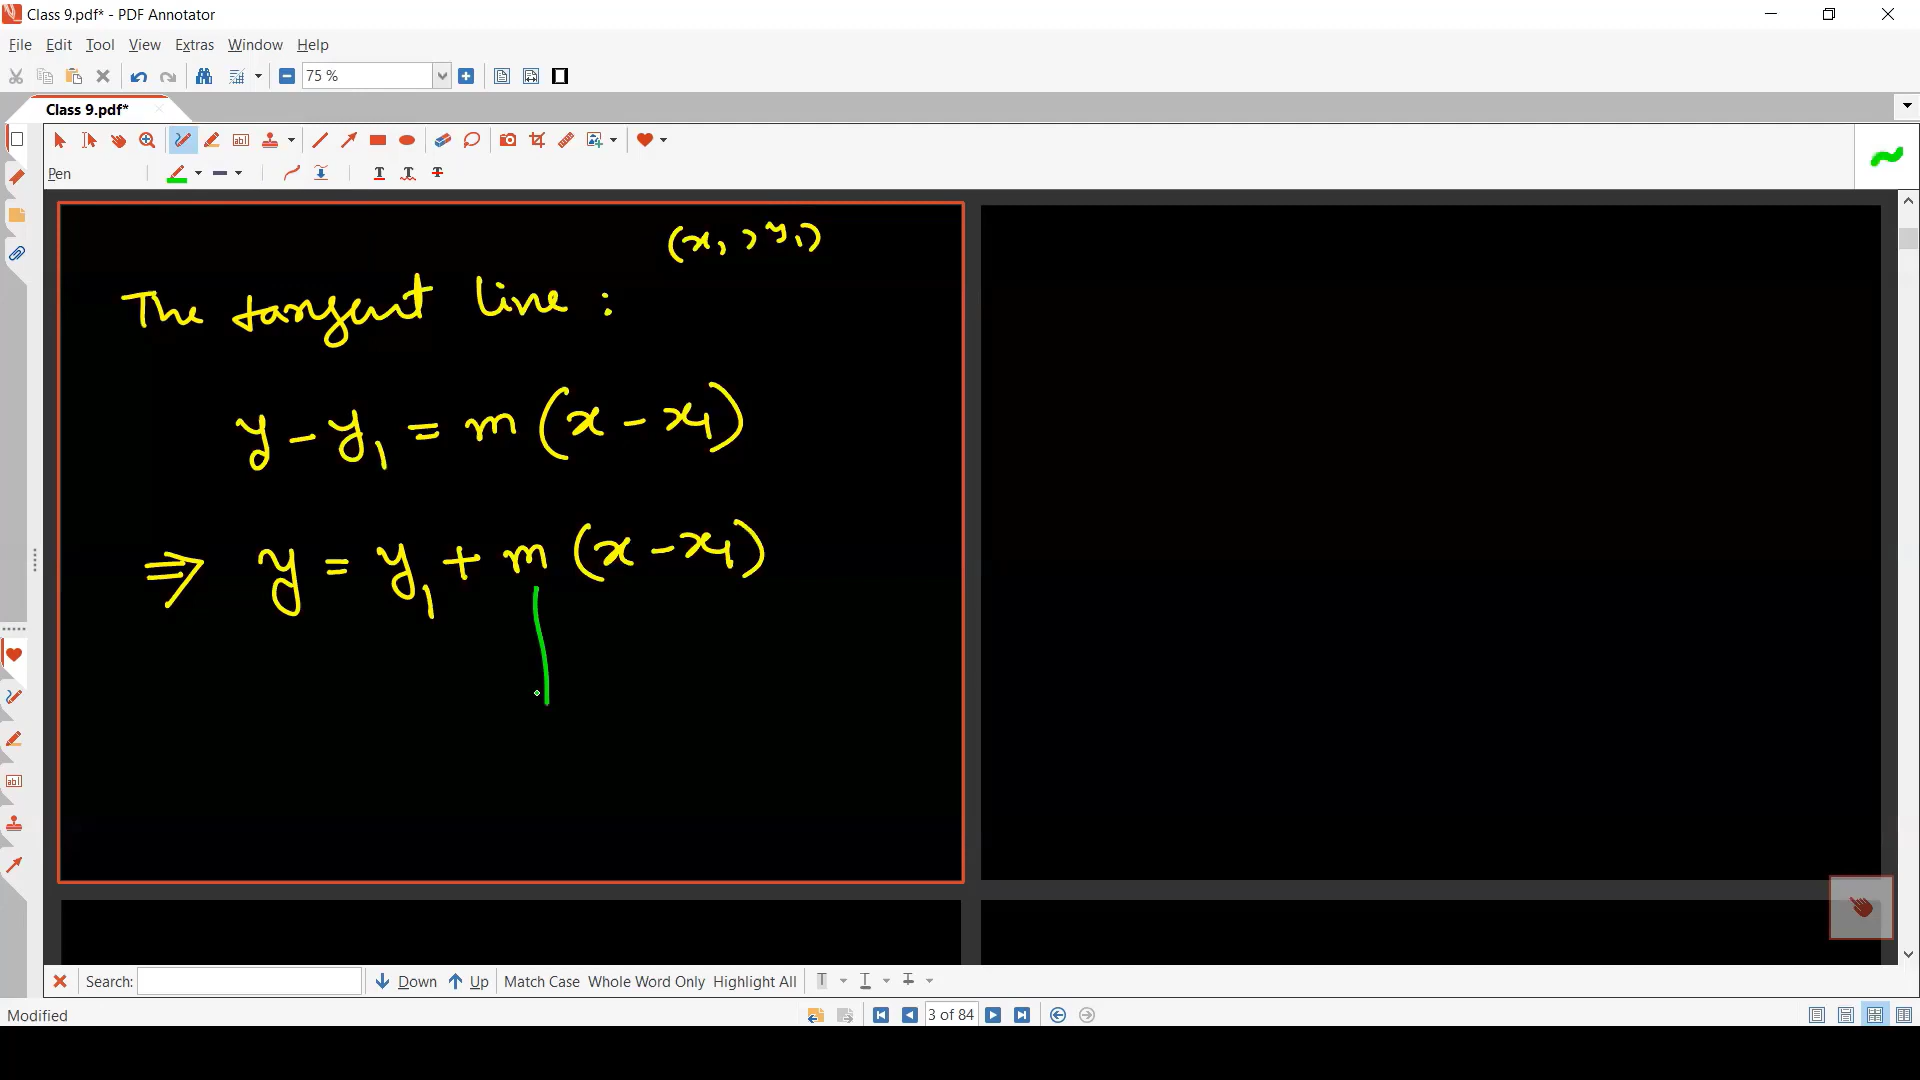 Class 9.pdf* - PDF Annotator
File Edit Tool View Extras Window Help
75 %
Class 9.pdf*
Pen
(x₁, y₁)
The tangent line :
y - y₁ = m (x - x₁)
⇒ y = y₁ + m (x - x₁)
Search: Down Up Match Case Whole Word Only Highlight All
Modified
3 of 84